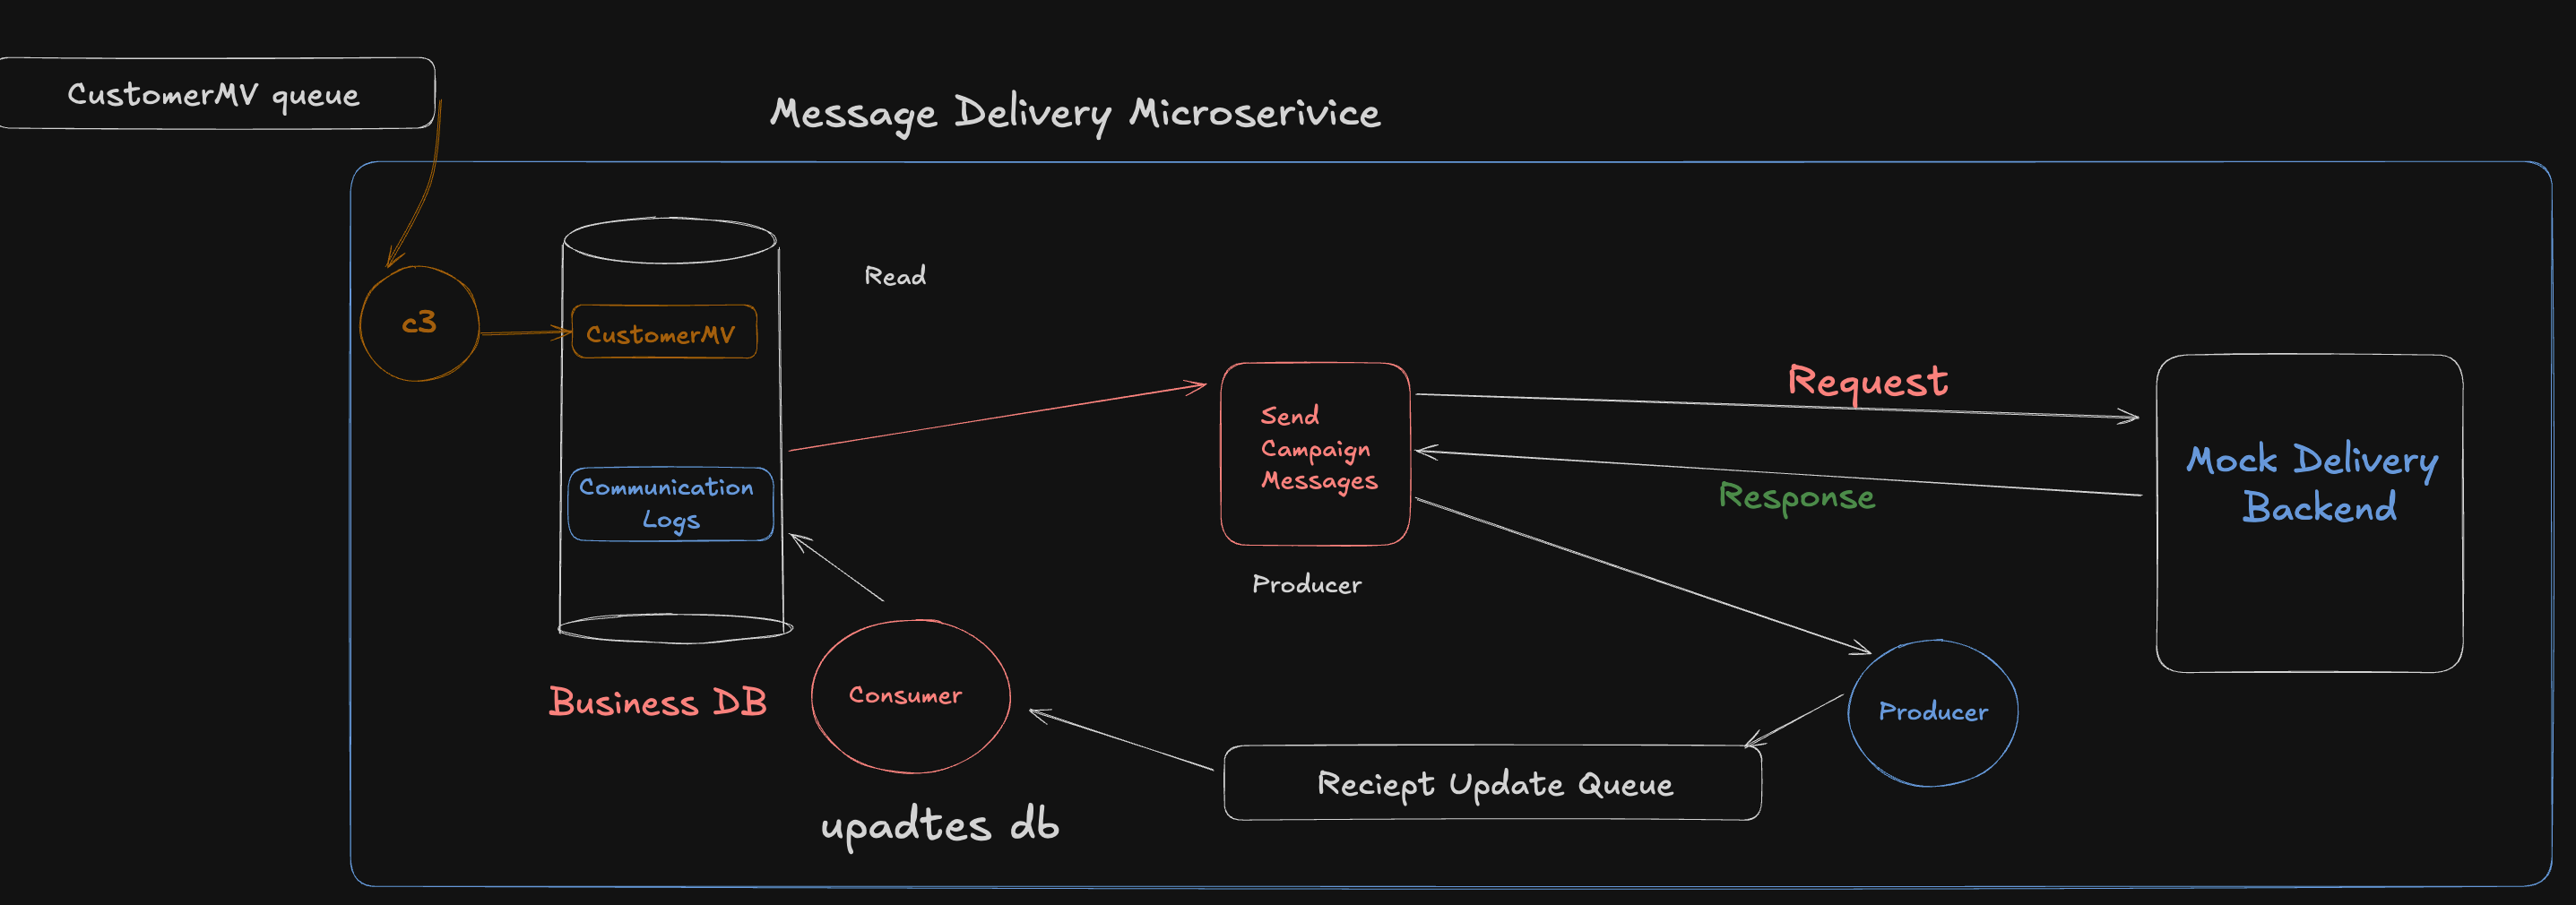 CustomerMV queue
Message Delivery Microserivice
Read
c3
CustomerMV
Request
Send
Campaign
Messages
Mock Delivery
Backend
Communication
Logs
Response
Producer
Business DB
Consumer
Producer
Reciept Update Queue
upadtes db